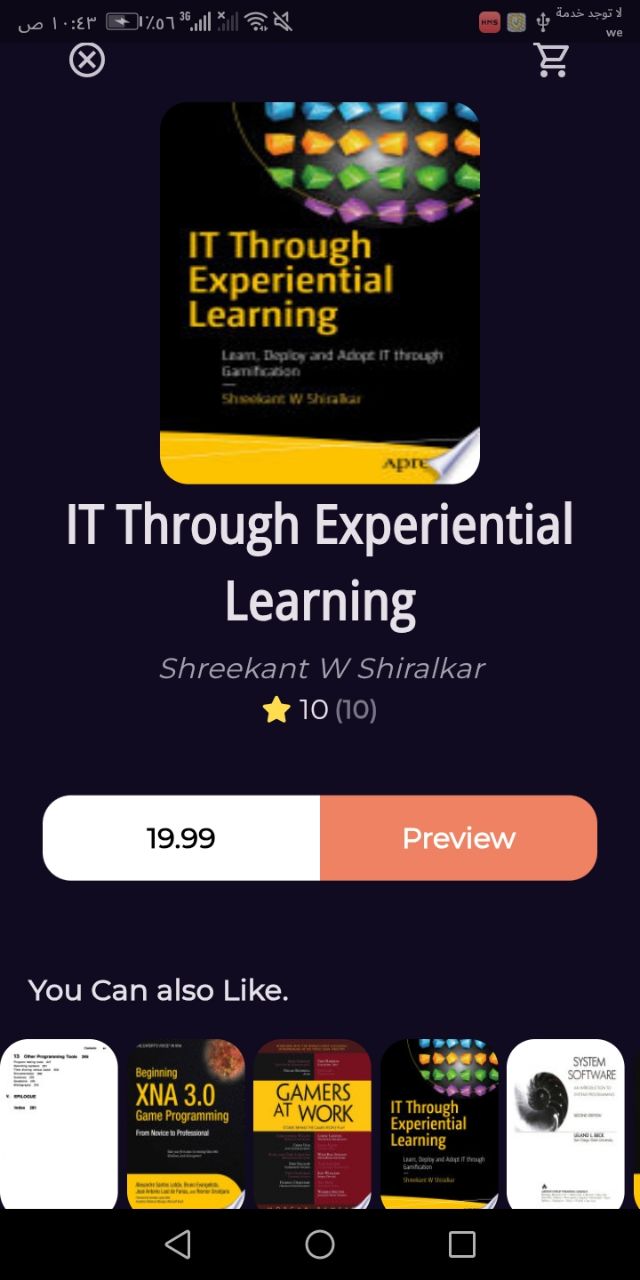 ١٠:٤٣ ص
٪٥٦
3G
HMS
لا توجد خدمة
we
IT Through
Experiential
Learning
Learn, Deploy and Adopt IT through
Gamification
Shreekant W Shiralkar
IT Through Experiential
Learning
Shreekant W Shiralkar
10 (10)
19.99
Preview
You Can also Like.
13 Other Programming Tools
V. EPILOGUE
Index
Beginning
XNA 3.0
Game Programming
From Novice to Professional
GAMERS
AT WORK
IT Through
Experiential
Learning
Learn, Deploy and Adopt IT through
Gamification
Shreekant W Shiralkar
SYSTEM
SOFTWARE
AN INTRODUCTION TO
SYSTEMS PROGRAMMING
SECOND EDITION
LELAND L. BECK